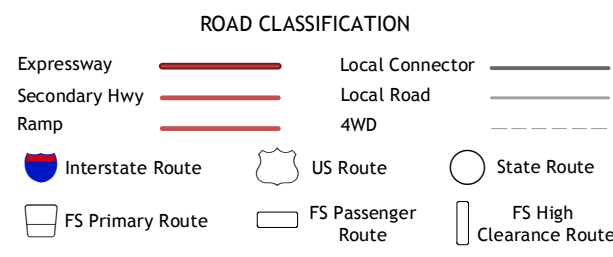 ROAD CLASSIFICATION
Expressway
Local Connector
Secondary Hwy
Local Road
Ramp
4WD
Interstate Route
US Route
State Route
FS Primary Route
FS Passenger
Route
FS High
Clearance Route